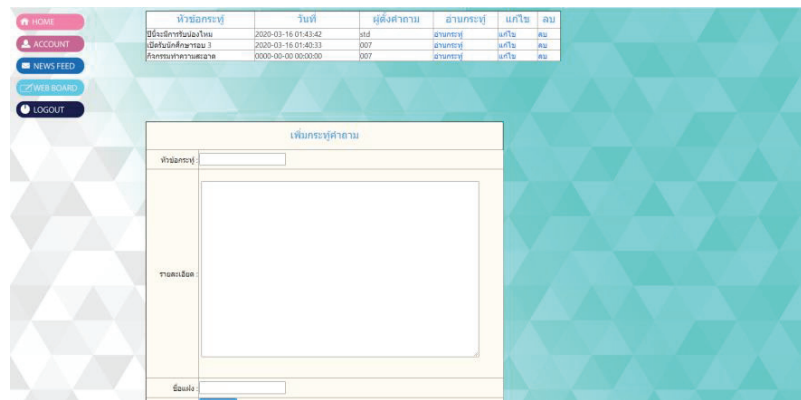 HOME
ACCOUNT
NEWS FEED
WEB BOARD
LOGOUT
หัวข้อกระทู้ วันที่ ผู้ตั้งคำถาม อ่านกระทู้ แก้ไข ลบ
ปีนี้จะมีการรับน้องไหม 2020-03-16 01:43:42 std อ่านกระทู้ แก้ไข ลบ
เปิดรับนักศึกษารอบ 3 2020-03-16 01:40:33 007 อ่านกระทู้ แก้ไข ลบ
กิจกรรมทำความสะอาด 0000-00-00 00:00:00 007 อ่านกระทู้ แก้ไข ลบ
เพิ่มกระทู้คำถาม
หัวข้อกระทู้ :
รายละเอียด :
ชื่อแฝง :